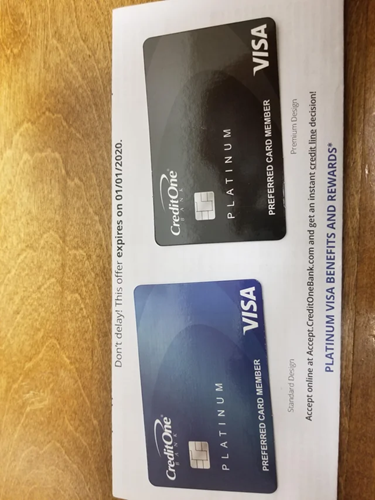 Don't delay! This offer expires on 01/01/2020.
CreditOne
BANK
PLATINUM
PREFERRED CARD MEMBER
VISA
Standard Design
CreditOne
BANK
PLATINUM
PREFERRED CARD MEMBER
VISA
Premium Design
Accept online at Accept.CreditOneBank.com and get an instant credit line decision!
PLATINUM VISA BENEFITS AND REWARDS*